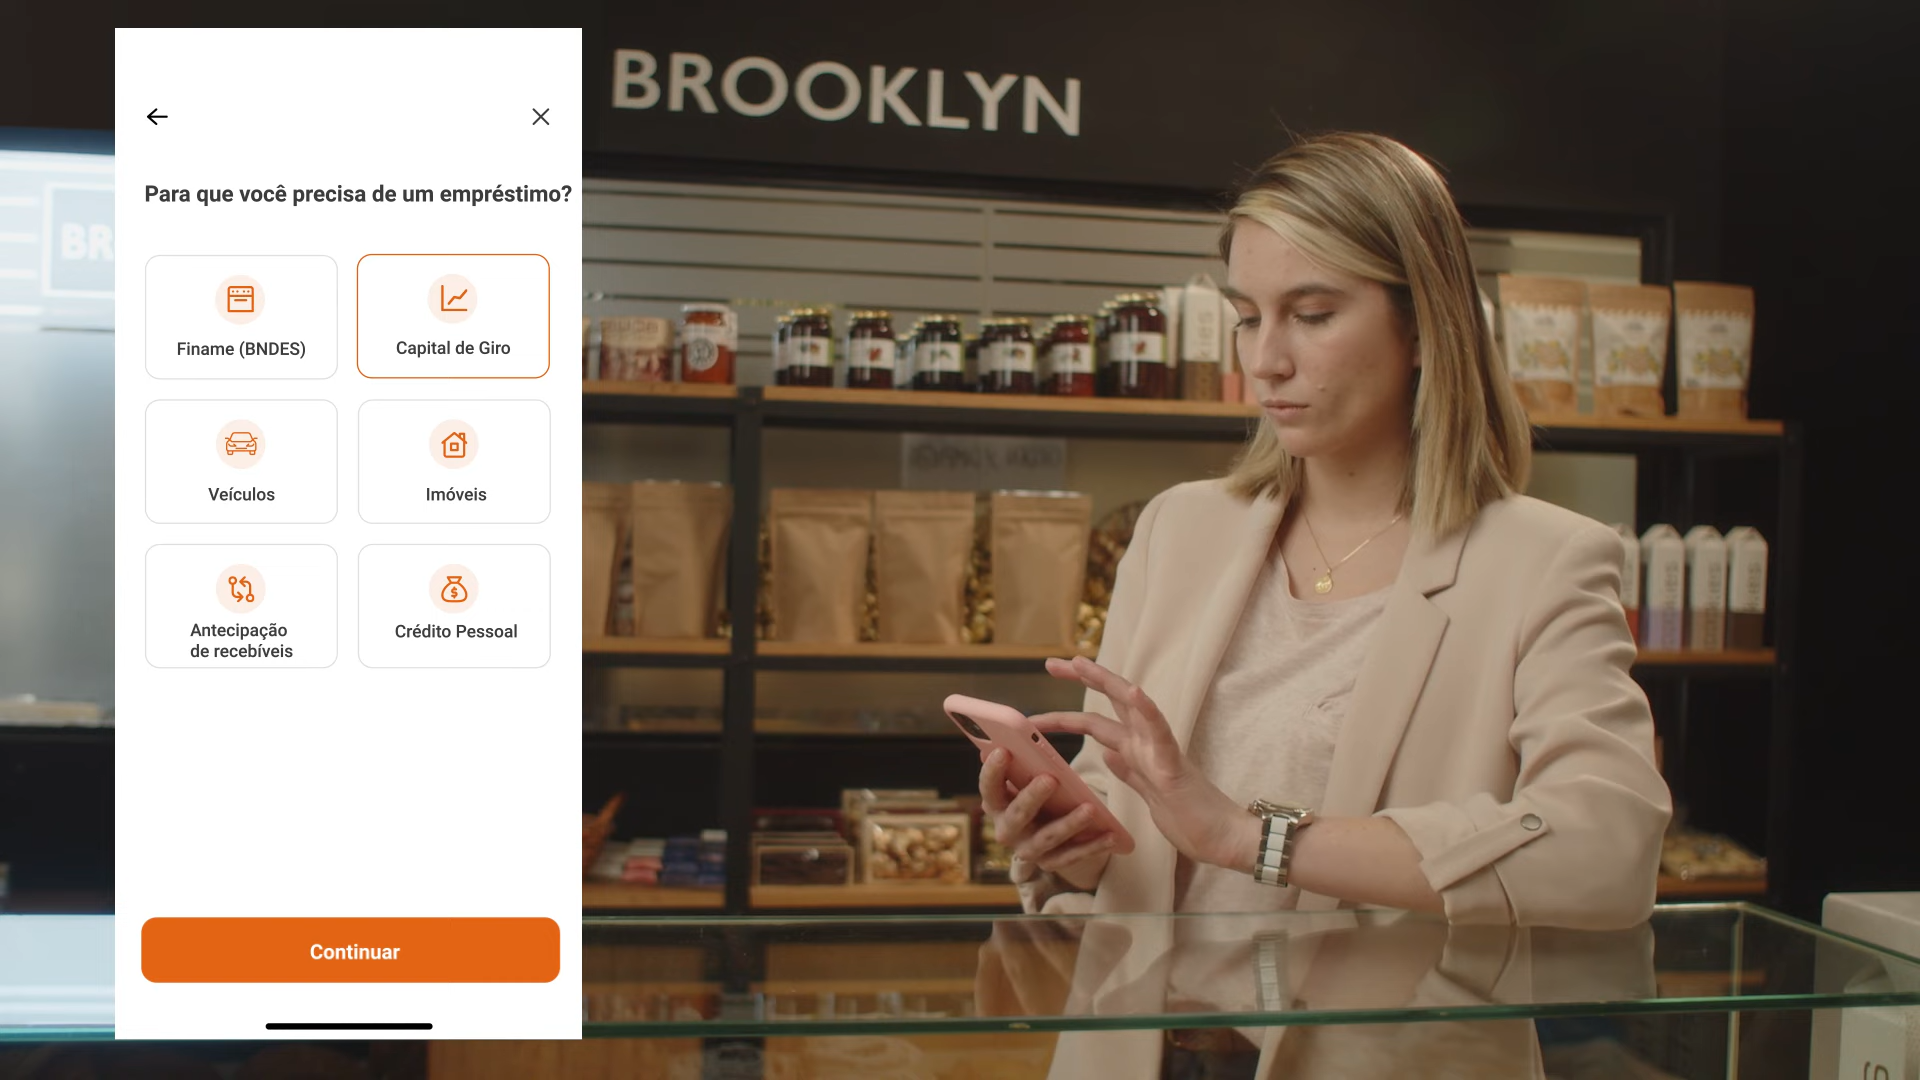 BROOKLYN
BR
Para que você precisa de um empréstimo?
Finame (BNDES)
Capital de Giro
Veículos
Imóveis
Antecipação
de recebíveis
Crédito Pessoal
Continuar